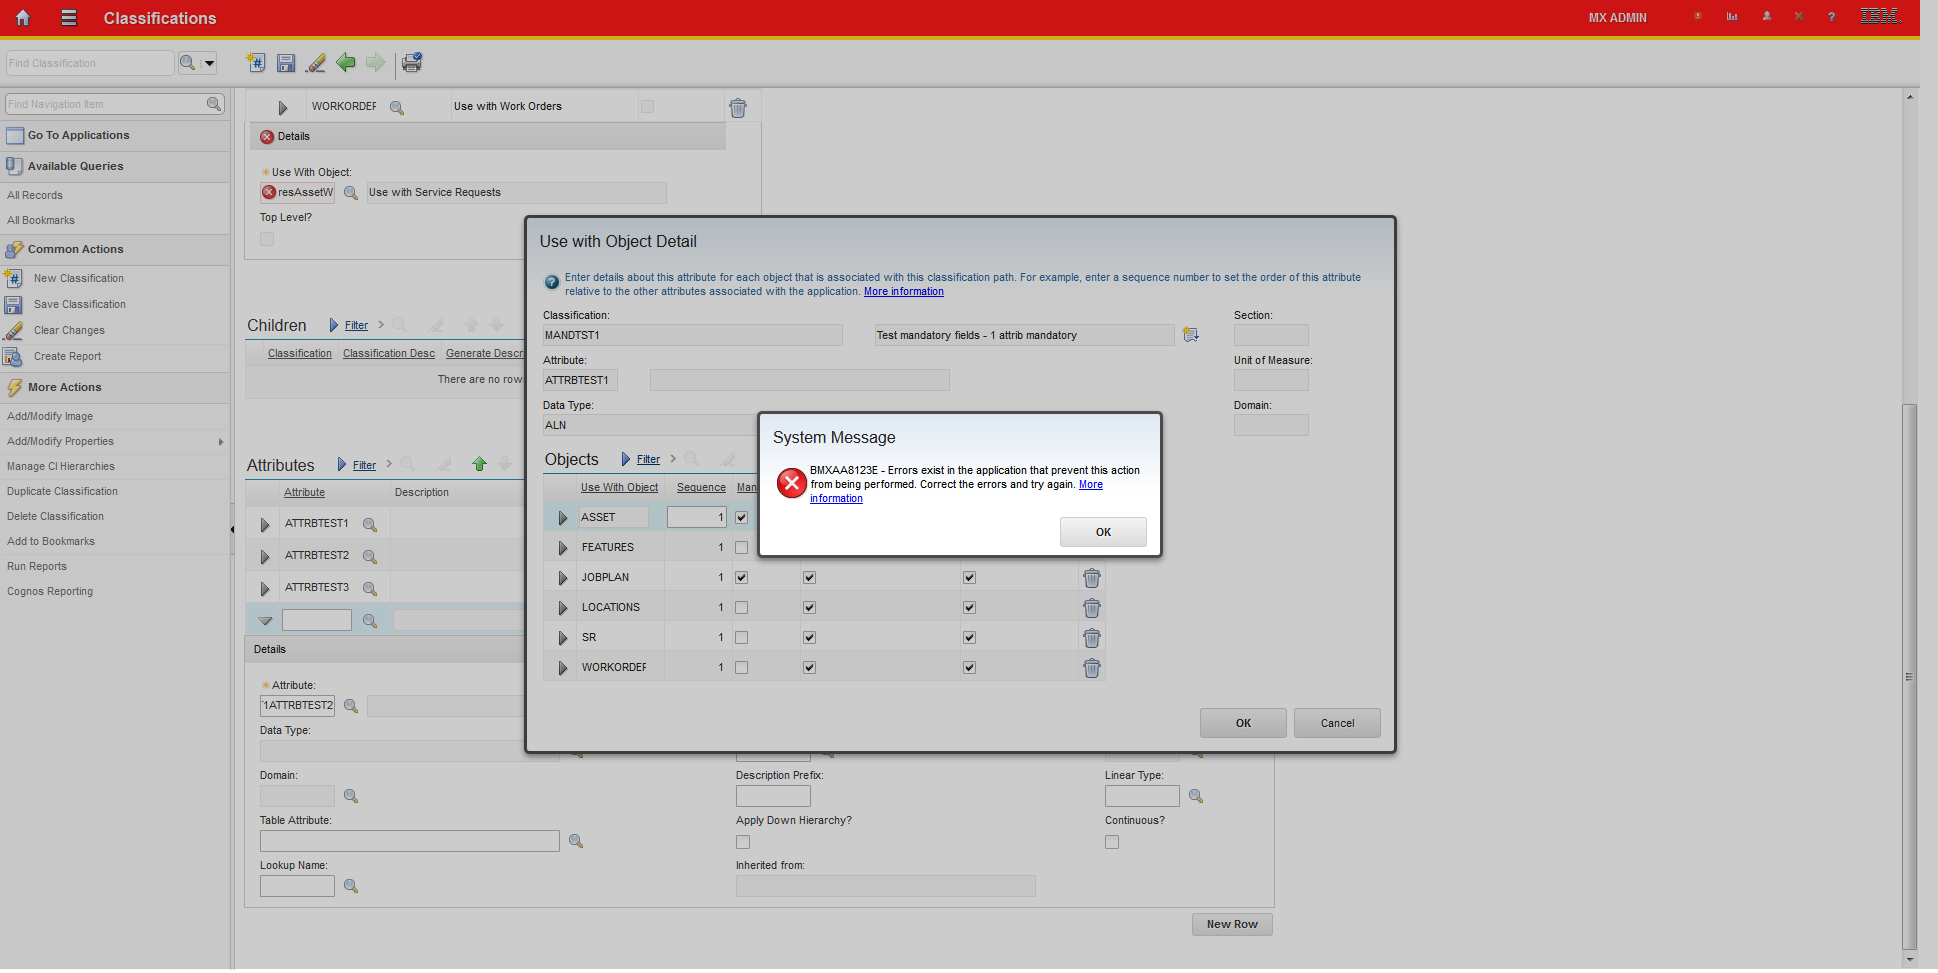 Classifications
MX ADMIN
?
IBM.
Find Classification
Find Navigation Item
Go To Applications
Available Queries
All Records
All Bookmarks
Common Actions
New Classification
Save Classification
Clear Changes
Create Report
More Actions
Add/Modify Image
Add/Modify Properties
Manage CI Hierarchies
Duplicate Classification
Delete Classification
Add to Bookmarks
Run Reports
Cognos Reporting
WORKORDER
Use with Work Orders
Details
Use With Object:
resAssetW
Use with Service Requests
Top Level?
Children
Filter
Classification
Classification Desc
Generate Descr
There are no row
Attributes
Filter
Attribute
Description
ATTRBTEST1
ATTRBTEST2
ATTRBTEST3
Details
Attribute:
1ATTRBTEST2
Data Type:
Domain:
Description Prefix:
Linear Type:
Table Attribute:
Apply Down Hierarchy?
Continuous?
Lookup Name:
Inherited from:
New Row
Use with Object Detail
Enter details about this attribute for each object that is associated with this classification path. For example, enter a sequence number to set the order of this attribute
relative to the other attributes associated with the application. More information
Classification:
MANDTST1
Test mandatory fields - 1 attrib mandatory
Section:
Attribute:
ATTRBTEST1
Unit of Measure:
Data Type:
ALN
Domain:
Objects
Filter
Use With Object
Sequence
Man
ASSET 1
FEATURES 1
JOBPLAN 1
LOCATIONS 1
SR 1
WORKORDER 1
OK
Cancel
System Message
BMXAA8123E - Errors exist in the application that prevent this action
from being performed. Correct the errors and try again. More
information
OK